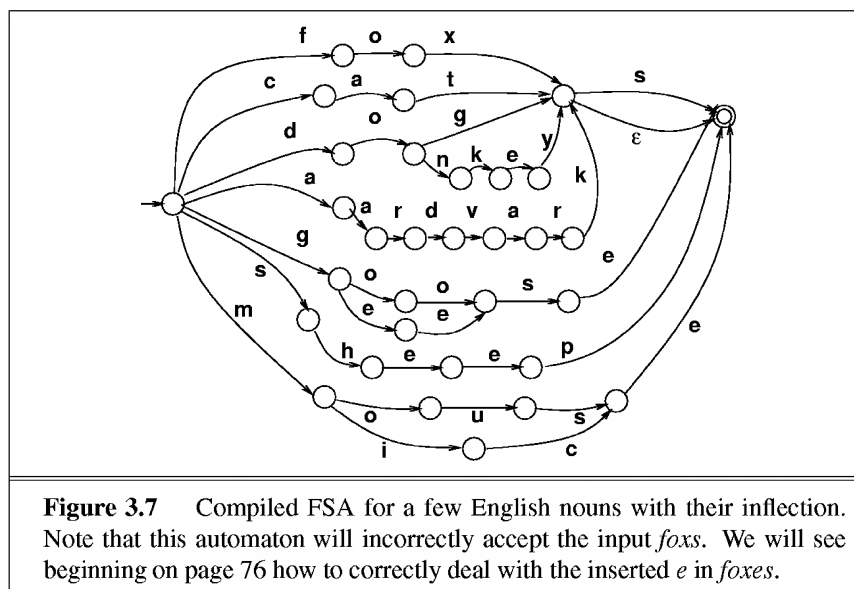 f o x
c a t s
d o g ε
n k e y
a a r d v a r k
g o o s e
s e e
m h e e p e
o u s
i c
Figure 3.7 Compiled FSA for a few English nouns with their inflection.
Note that this automaton will incorrectly accept the input foxs. We will see
beginning on page 76 how to correctly deal with the inserted e in foxes.